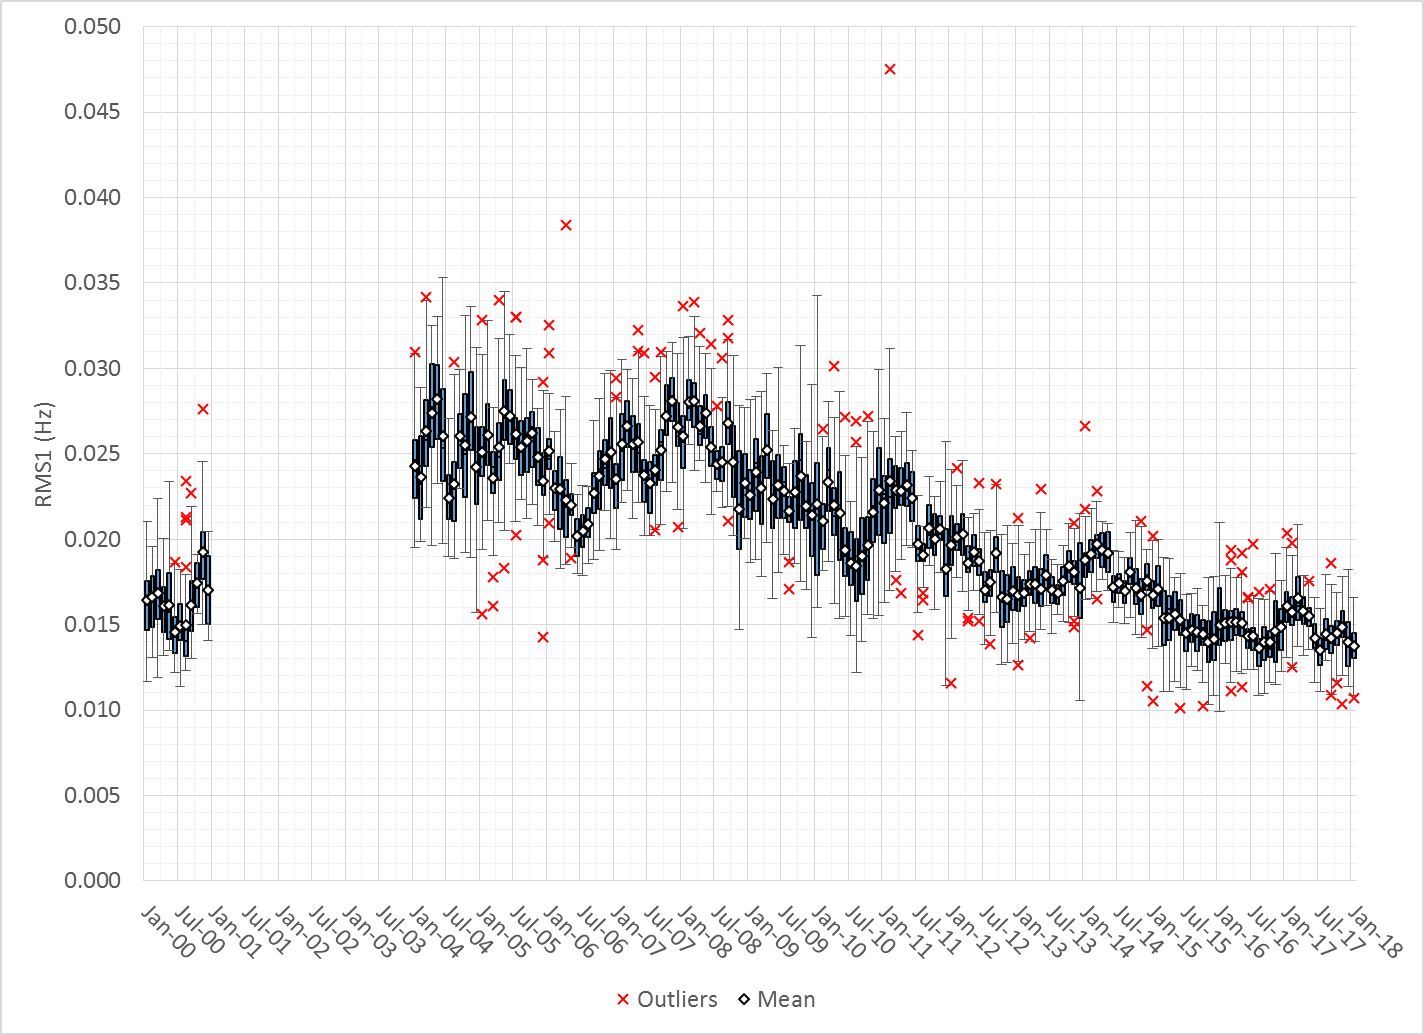 0.050
0.045
0.040
0.035
0.030
0.025
0.020
0.015
0.010
0.005
0.000
RMS1 (Hz)
Jan-00
Jul-00
Jan-01
Jul-01
Jan-02
Jul-02
Jan-03
Jul-03
Jan-04
Jul-04
Jan-05
Jul-05
Jan-06
Jul-06
Jan-07
Jul-07
Jan-08
Jul-08
Jan-09
Jul-09
Jan-10
Jul-10
Jan-11
Jul-11
Jan-12
Jul-12
Jan-13
Jul-13
Jan-14
Jul-14
Jan-15
Jul-15
Jan-16
Jul-16
Jan-17
Jul-17
Jan-18
Outliers Mean